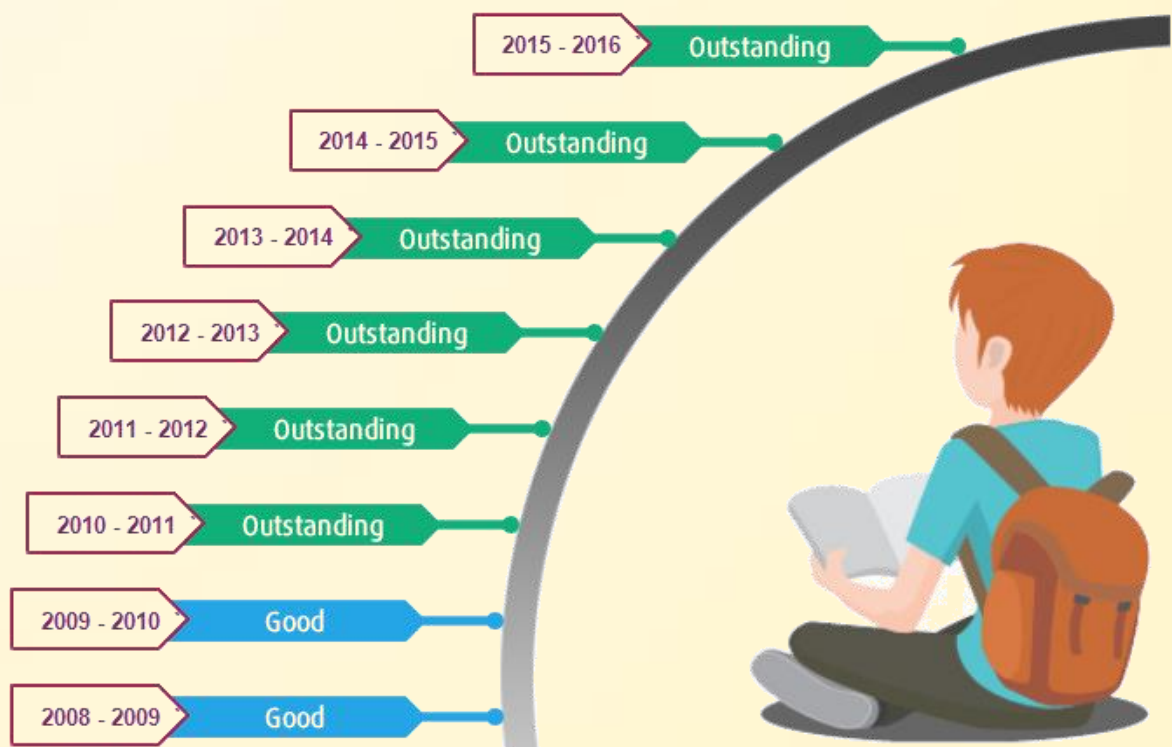 2015 - 2016 Outstanding
2014 - 2015 Outstanding
2013 - 2014 Outstanding
2012 - 2013 Outstanding
2011 - 2012 Outstanding
2010 - 2011 Outstanding
2009 - 2010 Good
2008 - 2009 Good